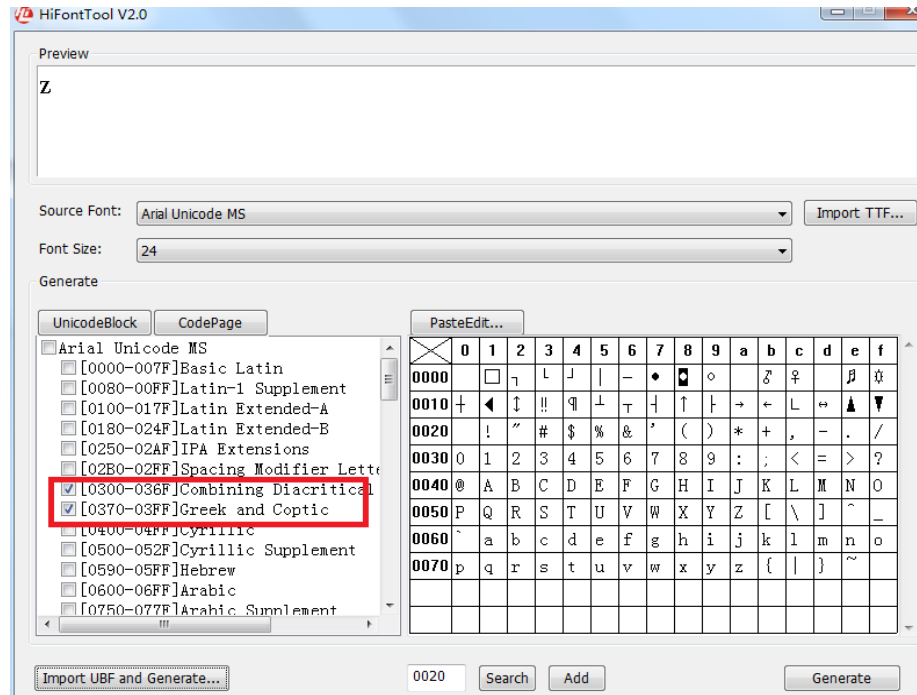 HiFontTool V2.0
Preview
Z
Source Font: Arial Unicode MS Import TTF...
Font Size: 24
Generate
UnicodeBlock CodePage PasteEdit...
Arial Unicode MS
[0000-007F]Basic Latin
[0080-00FF]Latin-1 Supplement
[0100-017F]Latin Extended-A
[0180-024F]Latin Extended-B
[0250-02AF]IPA Extensions
[02B0-02FF]Spacing Modifier Lette
[0300-036F]Combining Diacritical
[0370-03FF]Greek and Coptic
[0400-04FF]Cyrillic
[0500-052F]Cyrillic Supplement
[0590-05FF]Hebrew
[0600-06FF]Arabic
[0750-077F]Arabic Supplement
0 1 2 3 4 5 6 7 8 9 a b c d e f
0000 □ ┐ └ ┘ │ ─ • ◘ ◇ ♂ ♀ ♬ ☼
0010 ┼ ◀ ↕ ‼ ¶ ┴ ┬ ┤ ↑ ├ → ← ∟ ↔ ▲ ▼
0020 ! " # $ % & ' ( ) * + , - . /
0030 0 1 2 3 4 5 6 7 8 9 : ; < = > ?
0040 @ A B C D E F G H I J K L M N O
0050 P Q R S T U V W X Y Z [ \ ] ^ _
0060 ` a b c d e f g h i j k l m n o
0070 p q r s t u v w x y z { | } ~
Import UBF and Generate... 0020 Search Add Generate